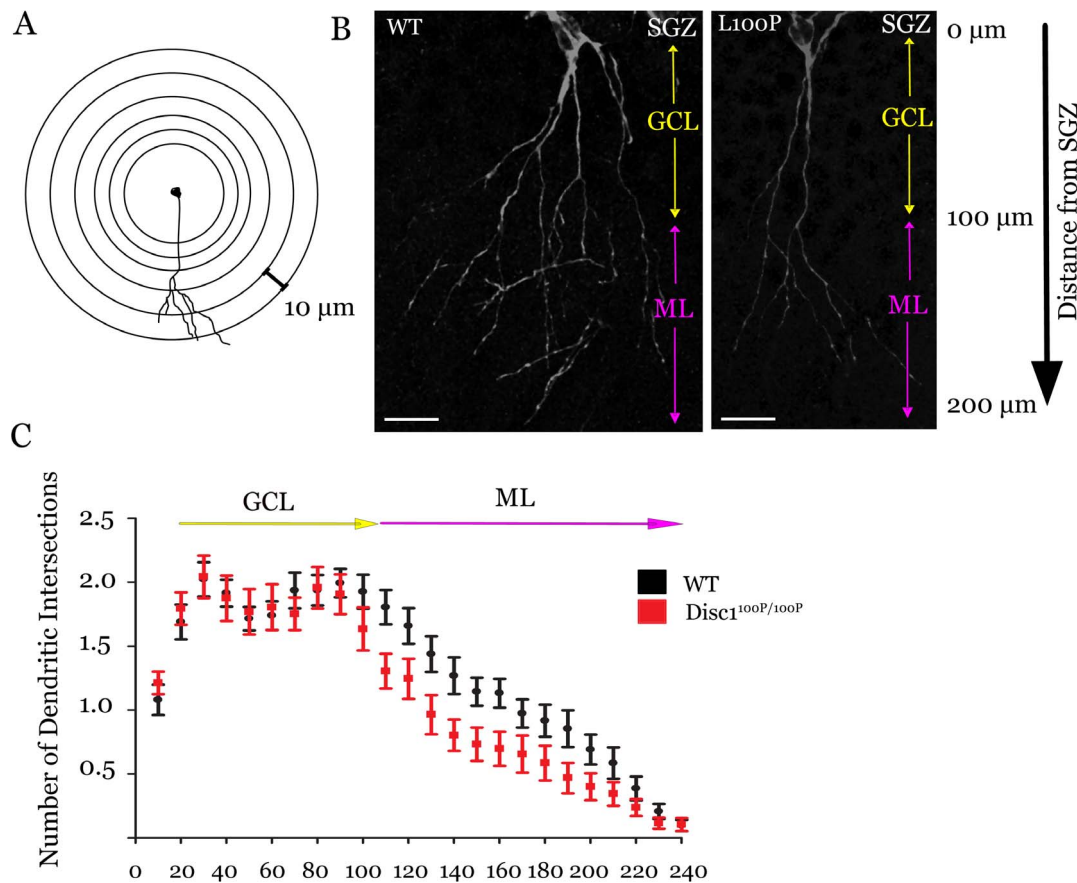 A
10 µm
B
WT
SGZ
GCL
ML
L100P
SGZ
GCL
ML
0 µm
100 µm
200 µm
Distance from SGZ
C
GCL
ML
Number of Dendritic Intersections
2.5
2.0
1.5
1.0
0.5
0 20 40 60 80 100 120 140 160 180 200 220 240
WT
Disc1¹⁰⁰ᴾ/¹⁰⁰ᴾ